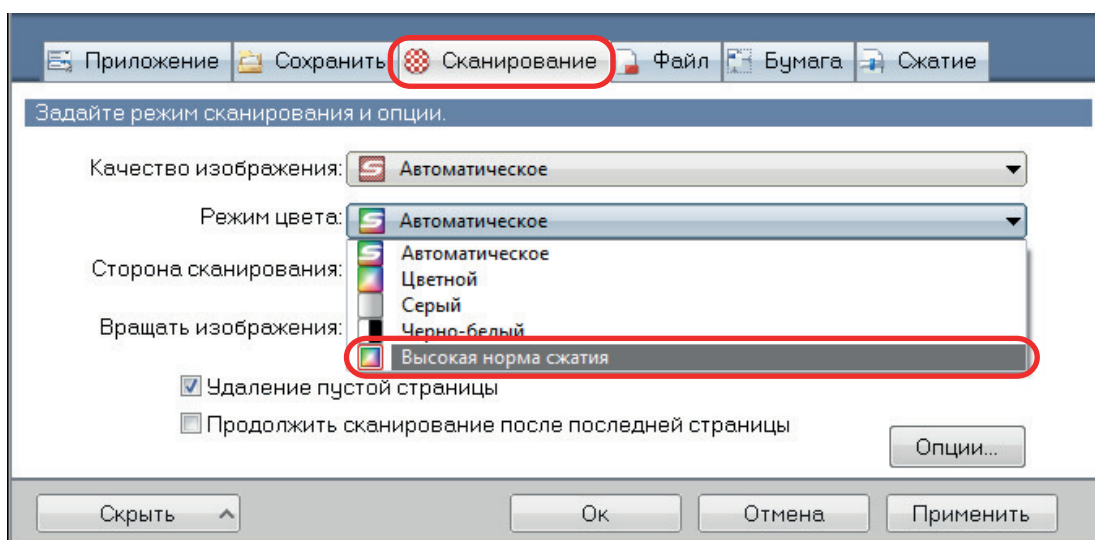 Приложение Сохранить Сканирование Файл Бумага Сжатие
Задайте режим сканирования и опции.
Качество изображения: Автоматическое
Режим цвета: Автоматическое
Автоматическое
Сторона сканирования:
Цветной
Серый
Вращать изображения:
Черно-белый
Высокая норма сжатия
Удаление пустой страницы
Продолжить сканирование после последней страницы
Опции...
Скрыть Ок Отмена Применить